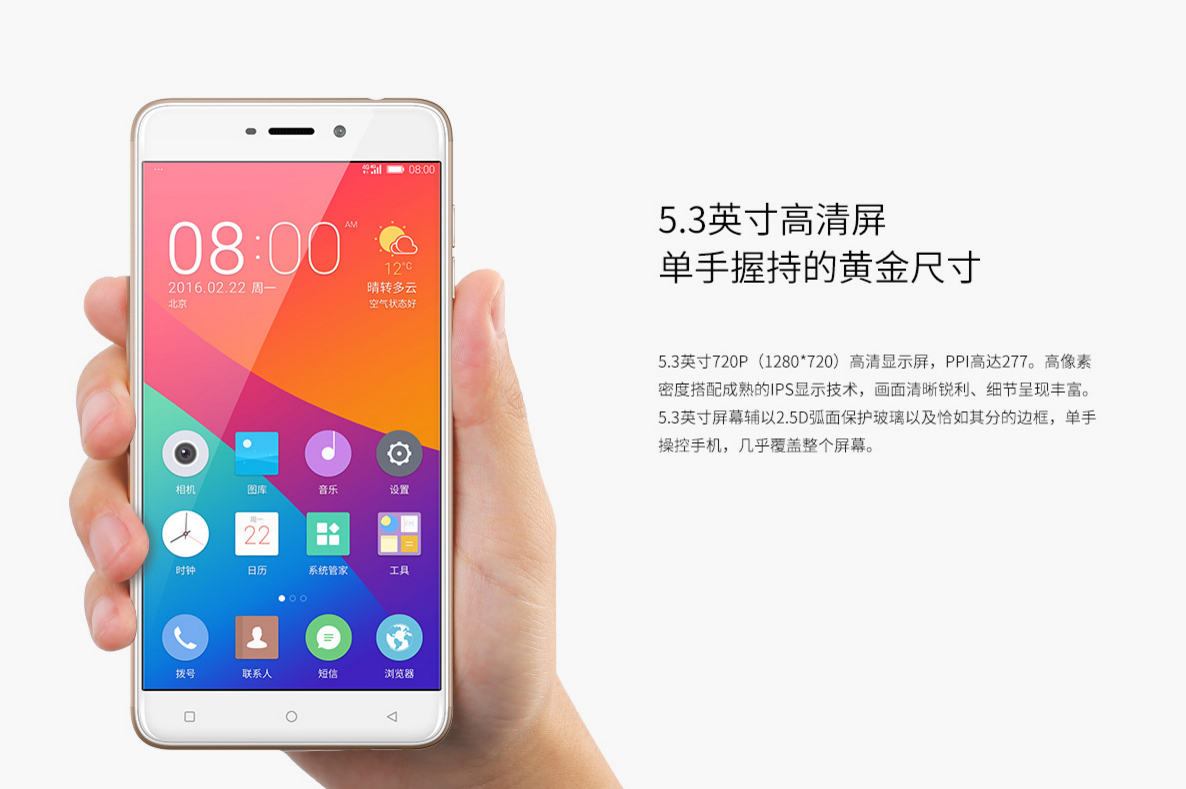 08:00
08:00
AM
12°C
2016.02.22 周一
晴转多云
北京
空气状态好
相机
图库
音乐
设置
周一
22
时钟
日历
系统管家
工具
拨号
联系人
短信
浏览器
5.3英寸高清屏
单手握持的黄金尺寸
5.3英寸720P（1280*720）高清显示屏，PPI高达277。高像素
密度搭配成熟的IPS显示技术，画面清晰锐利、细节呈现丰富。
5.3英寸屏幕辅以2.5D弧面保护玻璃以及恰如其分的边框，单手
操控手机，几乎覆盖整个屏幕。